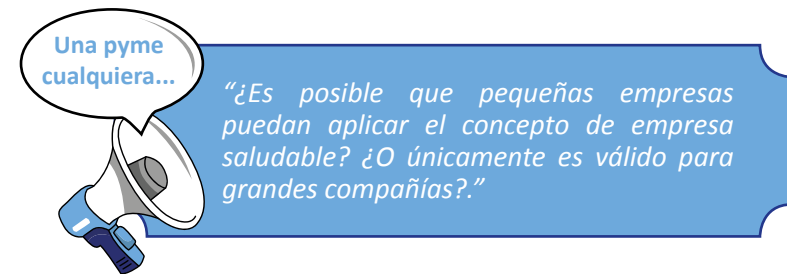 Una pyme
cualquiera...
“¿Es posible que pequeñas empresas
puedan aplicar el concepto de empresa
saludable? ¿O únicamente es válido para
grandes compañías?.”